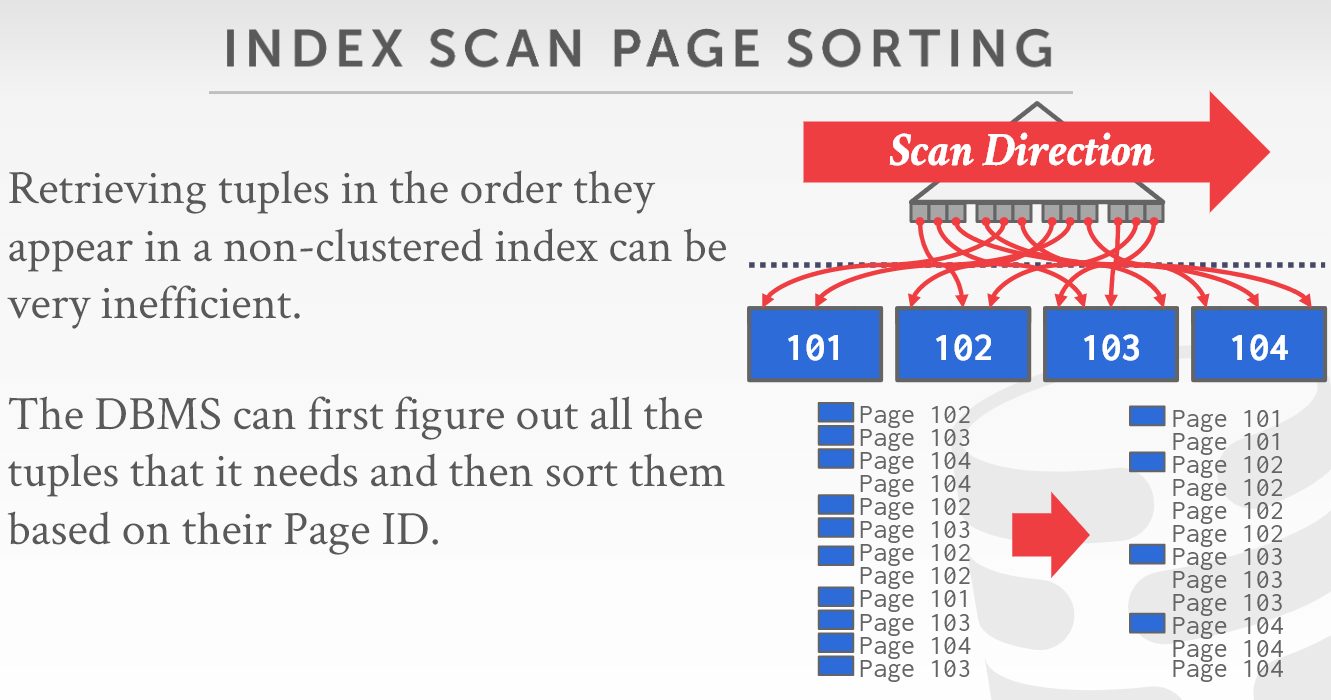 INDEX SCAN PAGE SORTING
Retrieving tuples in the order they
appear in a non-clustered index can be
very inefficient.
The DBMS can first figure out all the
tuples that it needs and then sort them
based on their Page ID.
Scan Direction
101
102
103
104
Page 102
Page 103
Page 104
Page 104
Page 102
Page 103
Page 102
Page 102
Page 101
Page 103
Page 104
Page 103
Page 101
Page 101
Page 102
Page 102
Page 102
Page 102
Page 103
Page 103
Page 103
Page 104
Page 104
Page 104